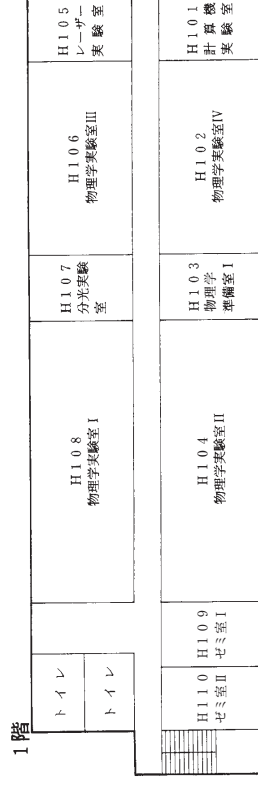 1階
トイレ
トイレ
H108
物理学実験室I
H107
分光実験
室
H106
物理学実験室III
H105
レーザー
実験室
H110
ゼミ室II
H109
ゼミ室I
H104
物理学実験室II
H103
物理学
準備室I
H102
物理学実験室IV
H101
計算機
実験室